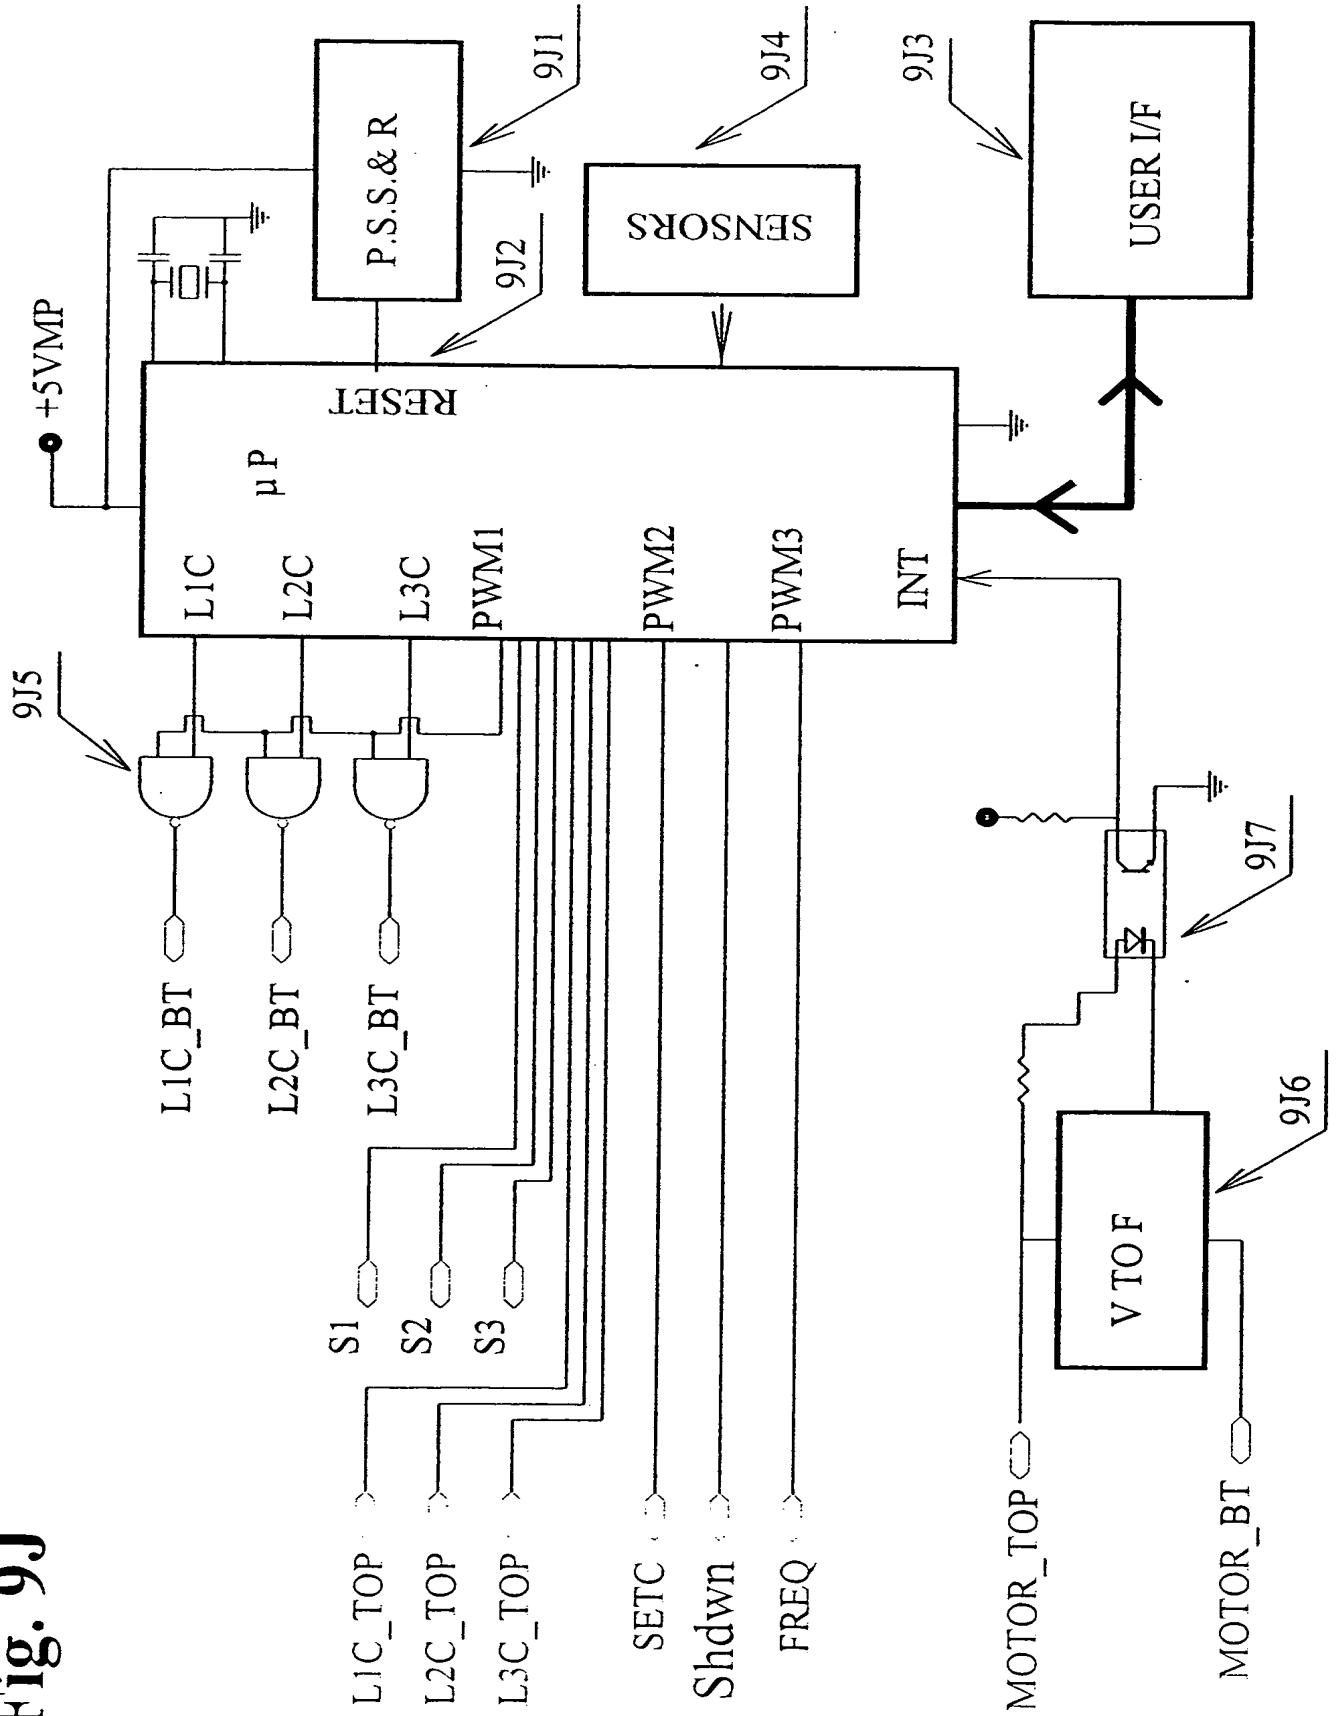 Fig. 9J
+5VMP
P.S.S.& R
9J1
9J2
SENSORS
9J4
USER I/F
9J3
RESET
µP
L1C
L2C
L3C
PWM1
PWM2
PWM3
INT
9J5
L1C_BT
L2C_BT
L3C_BT
S1
S2
S3
L1C_TOP
L2C_TOP
L3C_TOP
SETC
Shdwn
FREQ
MOTOR_TOP
MOTOR_BT
V TO F
9J6
9J7